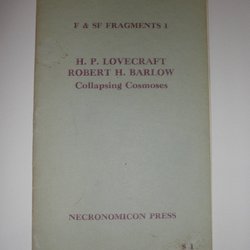 F & SF FRAGMENTS 1
H. P. LOVECRAFT
ROBERT H. BARLOW
Collapsing Cosmoses
NECRONOMICON PRESS
$ 1